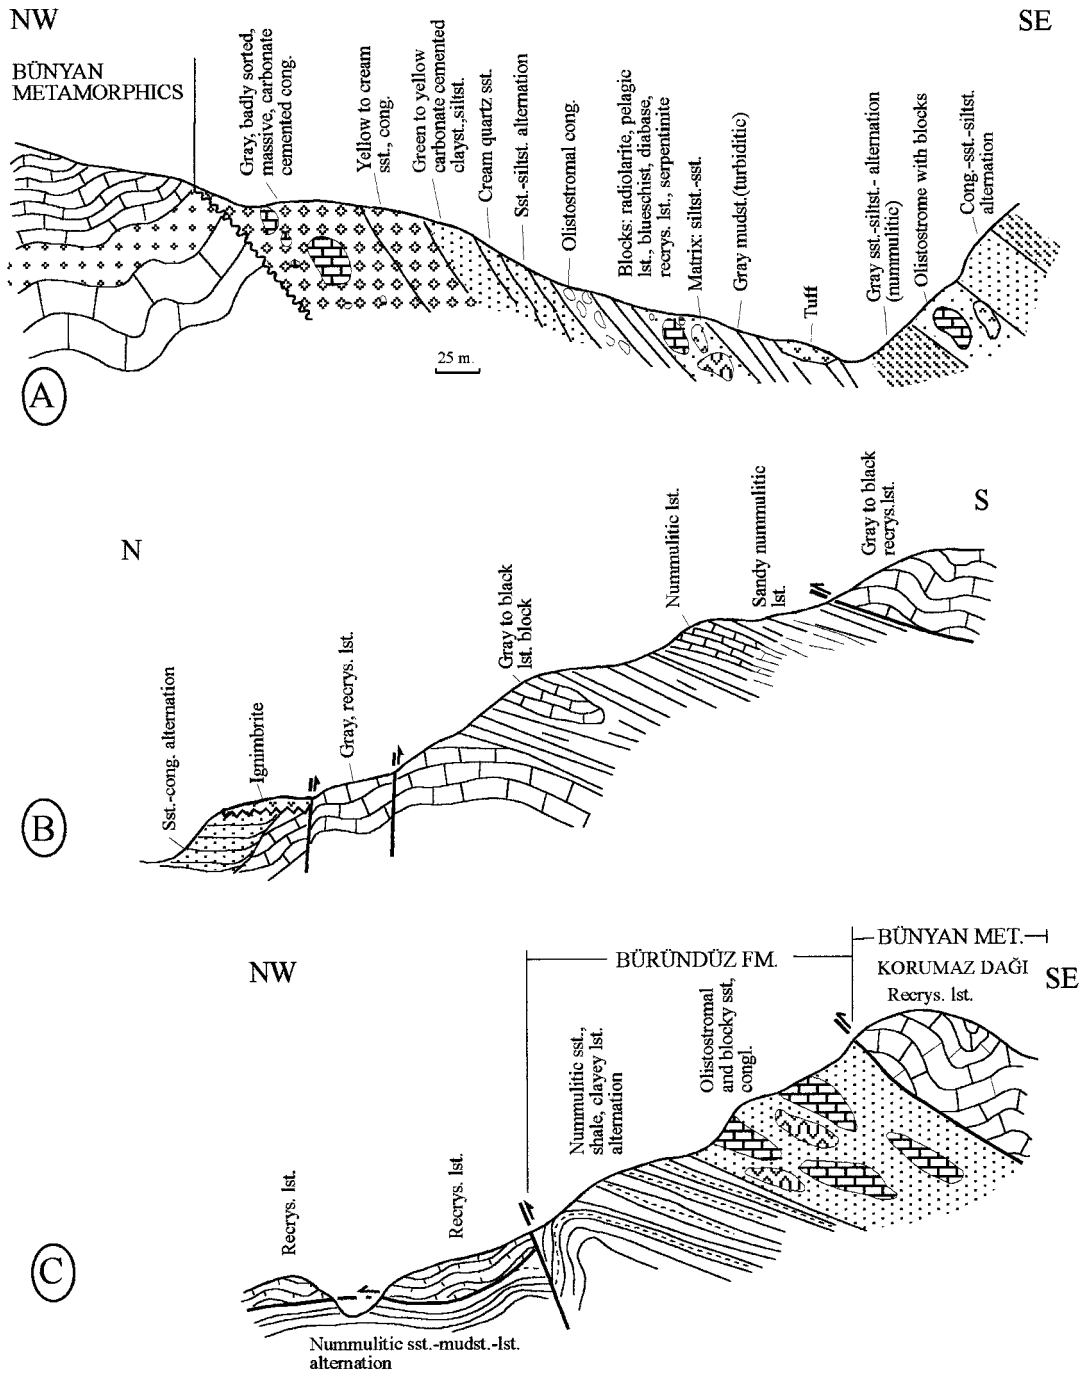 NW
SE
BÜNYAN
METAMORPHICS
Gray, badly sorted,
massive, carbonate
cemented cong.
Yellow to cream
sst., cong.
Green to yellow
carbonate cemented
clayst.,siltst.
Cream quartz sst.
Sst.-siltst. alternation
Olistostromal cong.
Blocks: radiolarite, pelagic
lst., blueschist, diabase,
recrys. lst., serpentinite
Matrix: siltst.-sst.
Gray mudst.(turbiditic)
Tuff
Gray sst.-siltst.- alternation
(nummulitic)
Olistostrome with blocks
Cong.-sst.-siltst.
alternation
25 m.
A
N
S
Sst.-cong. alternation
Ignimbrite
Gray, recrys. lst.
Gray to black
lst. block
Nummulitic lst.
Sandy nummulitic
lst.
Gray to black
recrys.lst.
B
NW
SE
BÜRÜNDÜZ FM.
BÜNYAN MET.
KORUMAZ DAĞI
Recrys. lst.
Recrys. lst.
Recrys. lst.
Nummulitic sst.,
shale, clayey lst.
alternation
Olistostromal
and blocky sst,
congl.
C
Nummulitic sst.-mudst.-lst.
alternation